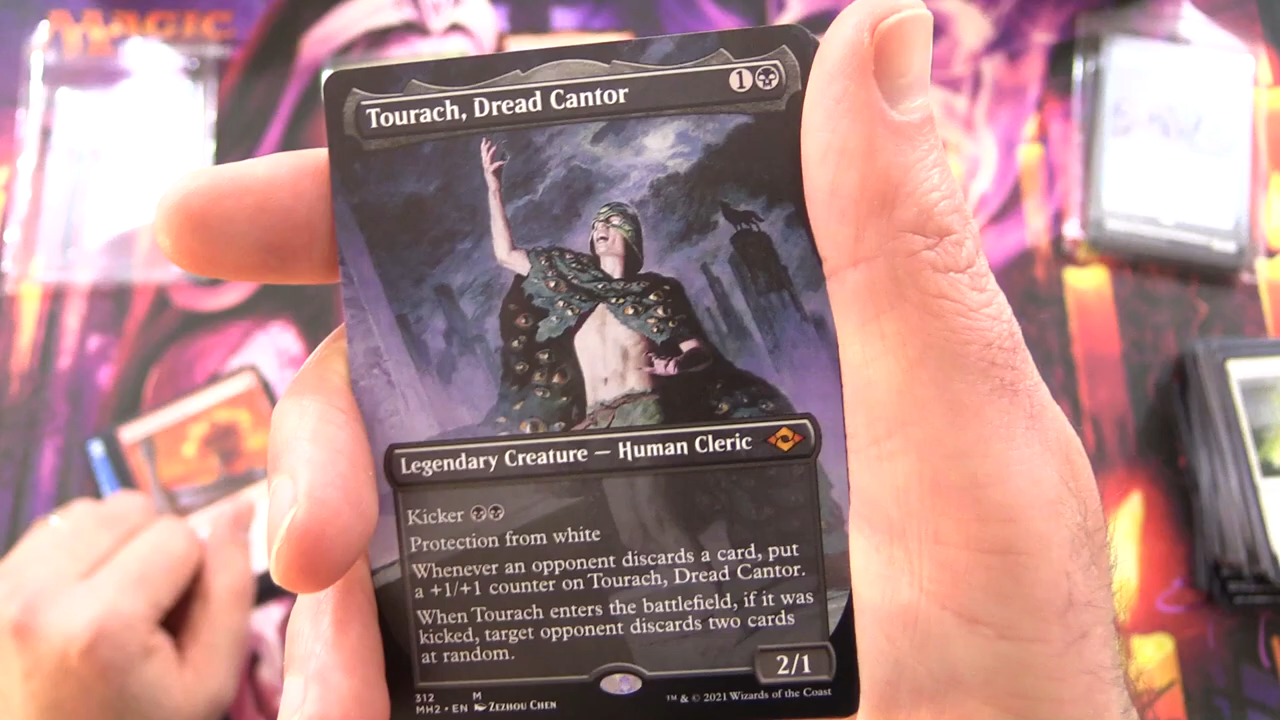 MAGIC
Tourach, Dread Cantor
1
Legendary Creature — Human Cleric
Kicker
Protection from white
Whenever an opponent discards a card, put
a +1/+1 counter on Tourach, Dread Cantor.
When Tourach enters the battlefield, if it was
kicked, target opponent discards two cards
at random.
2/1
312 M
MH2 • EN ZEZHOU CHEN
™ & © 2021 Wizards of the Coast